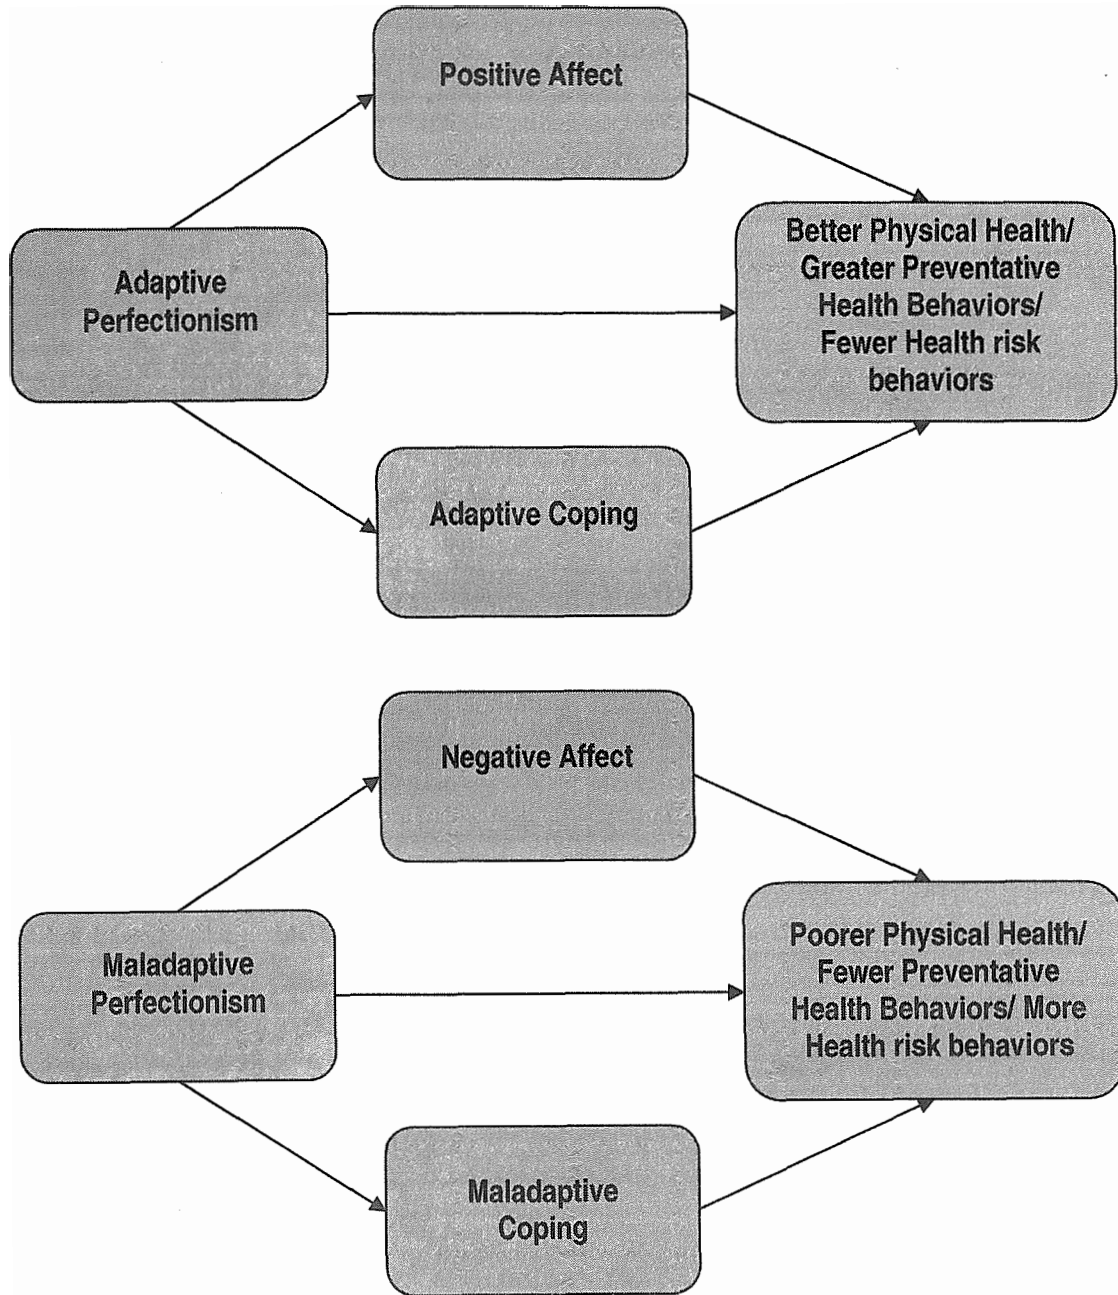 Positive Affect
Adaptive
Perfectionism
Better Physical Health/
Greater Preventative
Health Behaviors/
Fewer Health risk
behaviors
Adaptive Coping
Negative Affect
Maladaptive
Perfectionism
Poorer Physical Health/
Fewer Preventative
Health Behaviors/ More
Health risk behaviors
Maladaptive
Coping